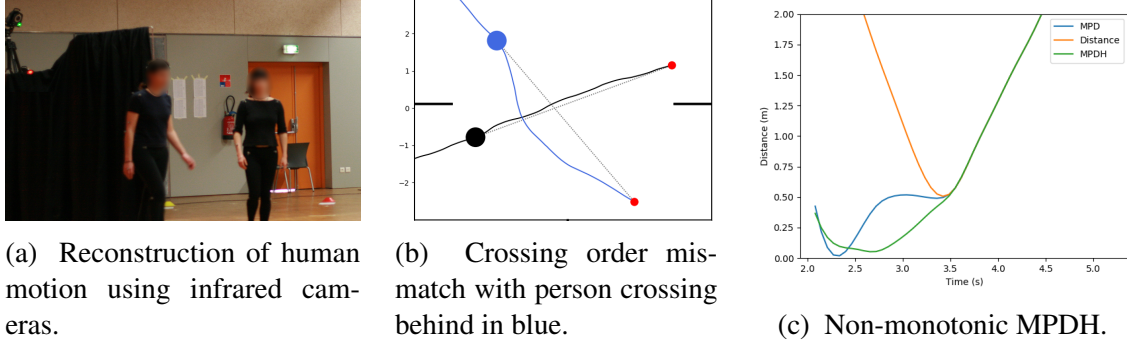 2
1
0
−1
−2
2.00
1.75
1.50
1.25
1.00
0.75
0.50
0.25
0.00
Distance (m)
2.0 2.5 3.0 3.5 4.0 4.5 5.0
Time (s)
MPD
Distance
MPDH
(a) Reconstruction of human
motion using infrared cam-
eras.
(b) Crossing order mis-
match with person crossing
behind in blue.
(c) Non-monotonic MPDH.